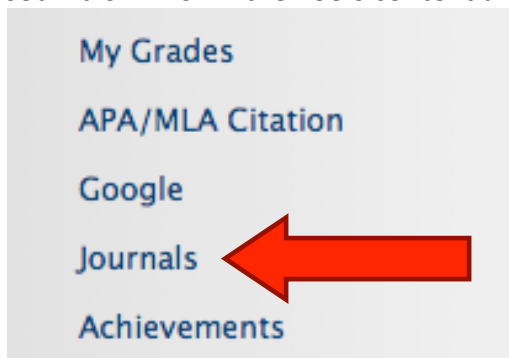 My Grades
APA/MLA Citation
Google
Journals
Achievements